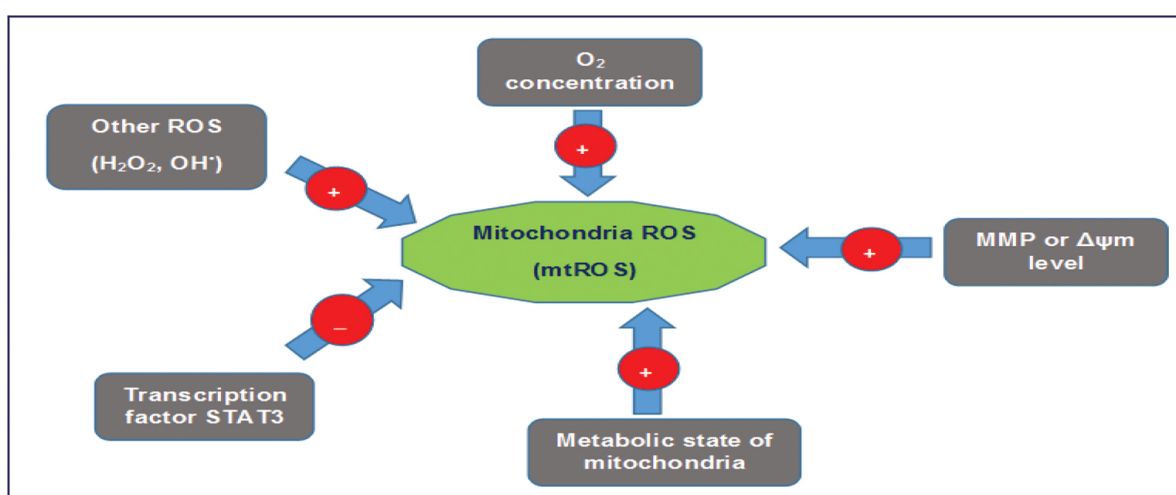 O₂
concentration
+
Other ROS
(H₂O₂, OH˙)
+
Mitochondria ROS
(mtROS)
MMP or Δψm
level
+
_
Transcription
factor STAT3
+
Metabolic state of
mitochondria